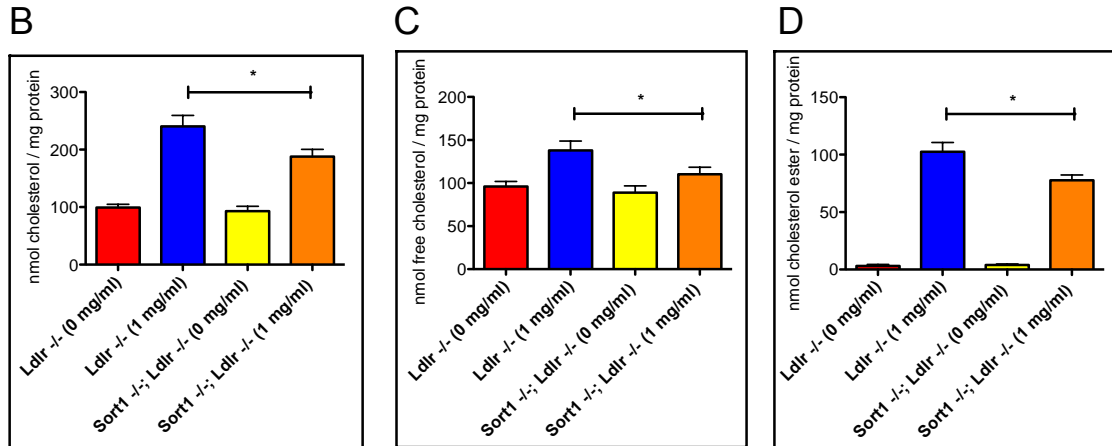 B
nmol cholesterol / mg protein
300
200
100
0
*
Ldlr -/- (0 mg/ml)
Ldlr -/- (1 mg/ml)
Sort1 -/-; Ldlr -/- (0 mg/ml)
Sort1 -/-; Ldlr -/- (1 mg/ml)
C
nmol free cholesterol / mg protein
200
150
100
50
0
*
Ldlr -/- (0 mg/ml)
Ldlr -/- (1 mg/ml)
Sort1 -/-; Ldlr -/- (0 mg/ml)
Sort1 -/-; Ldlr -/- (1 mg/ml)
D
nmol cholesterol ester / mg protein
150
100
50
0
*
Ldlr -/- (0 mg/ml)
Ldlr -/- (1 mg/ml)
Sort1 -/-; Ldlr -/- (0 mg/ml)
Sort1 -/-; Ldlr -/- (1 mg/ml)